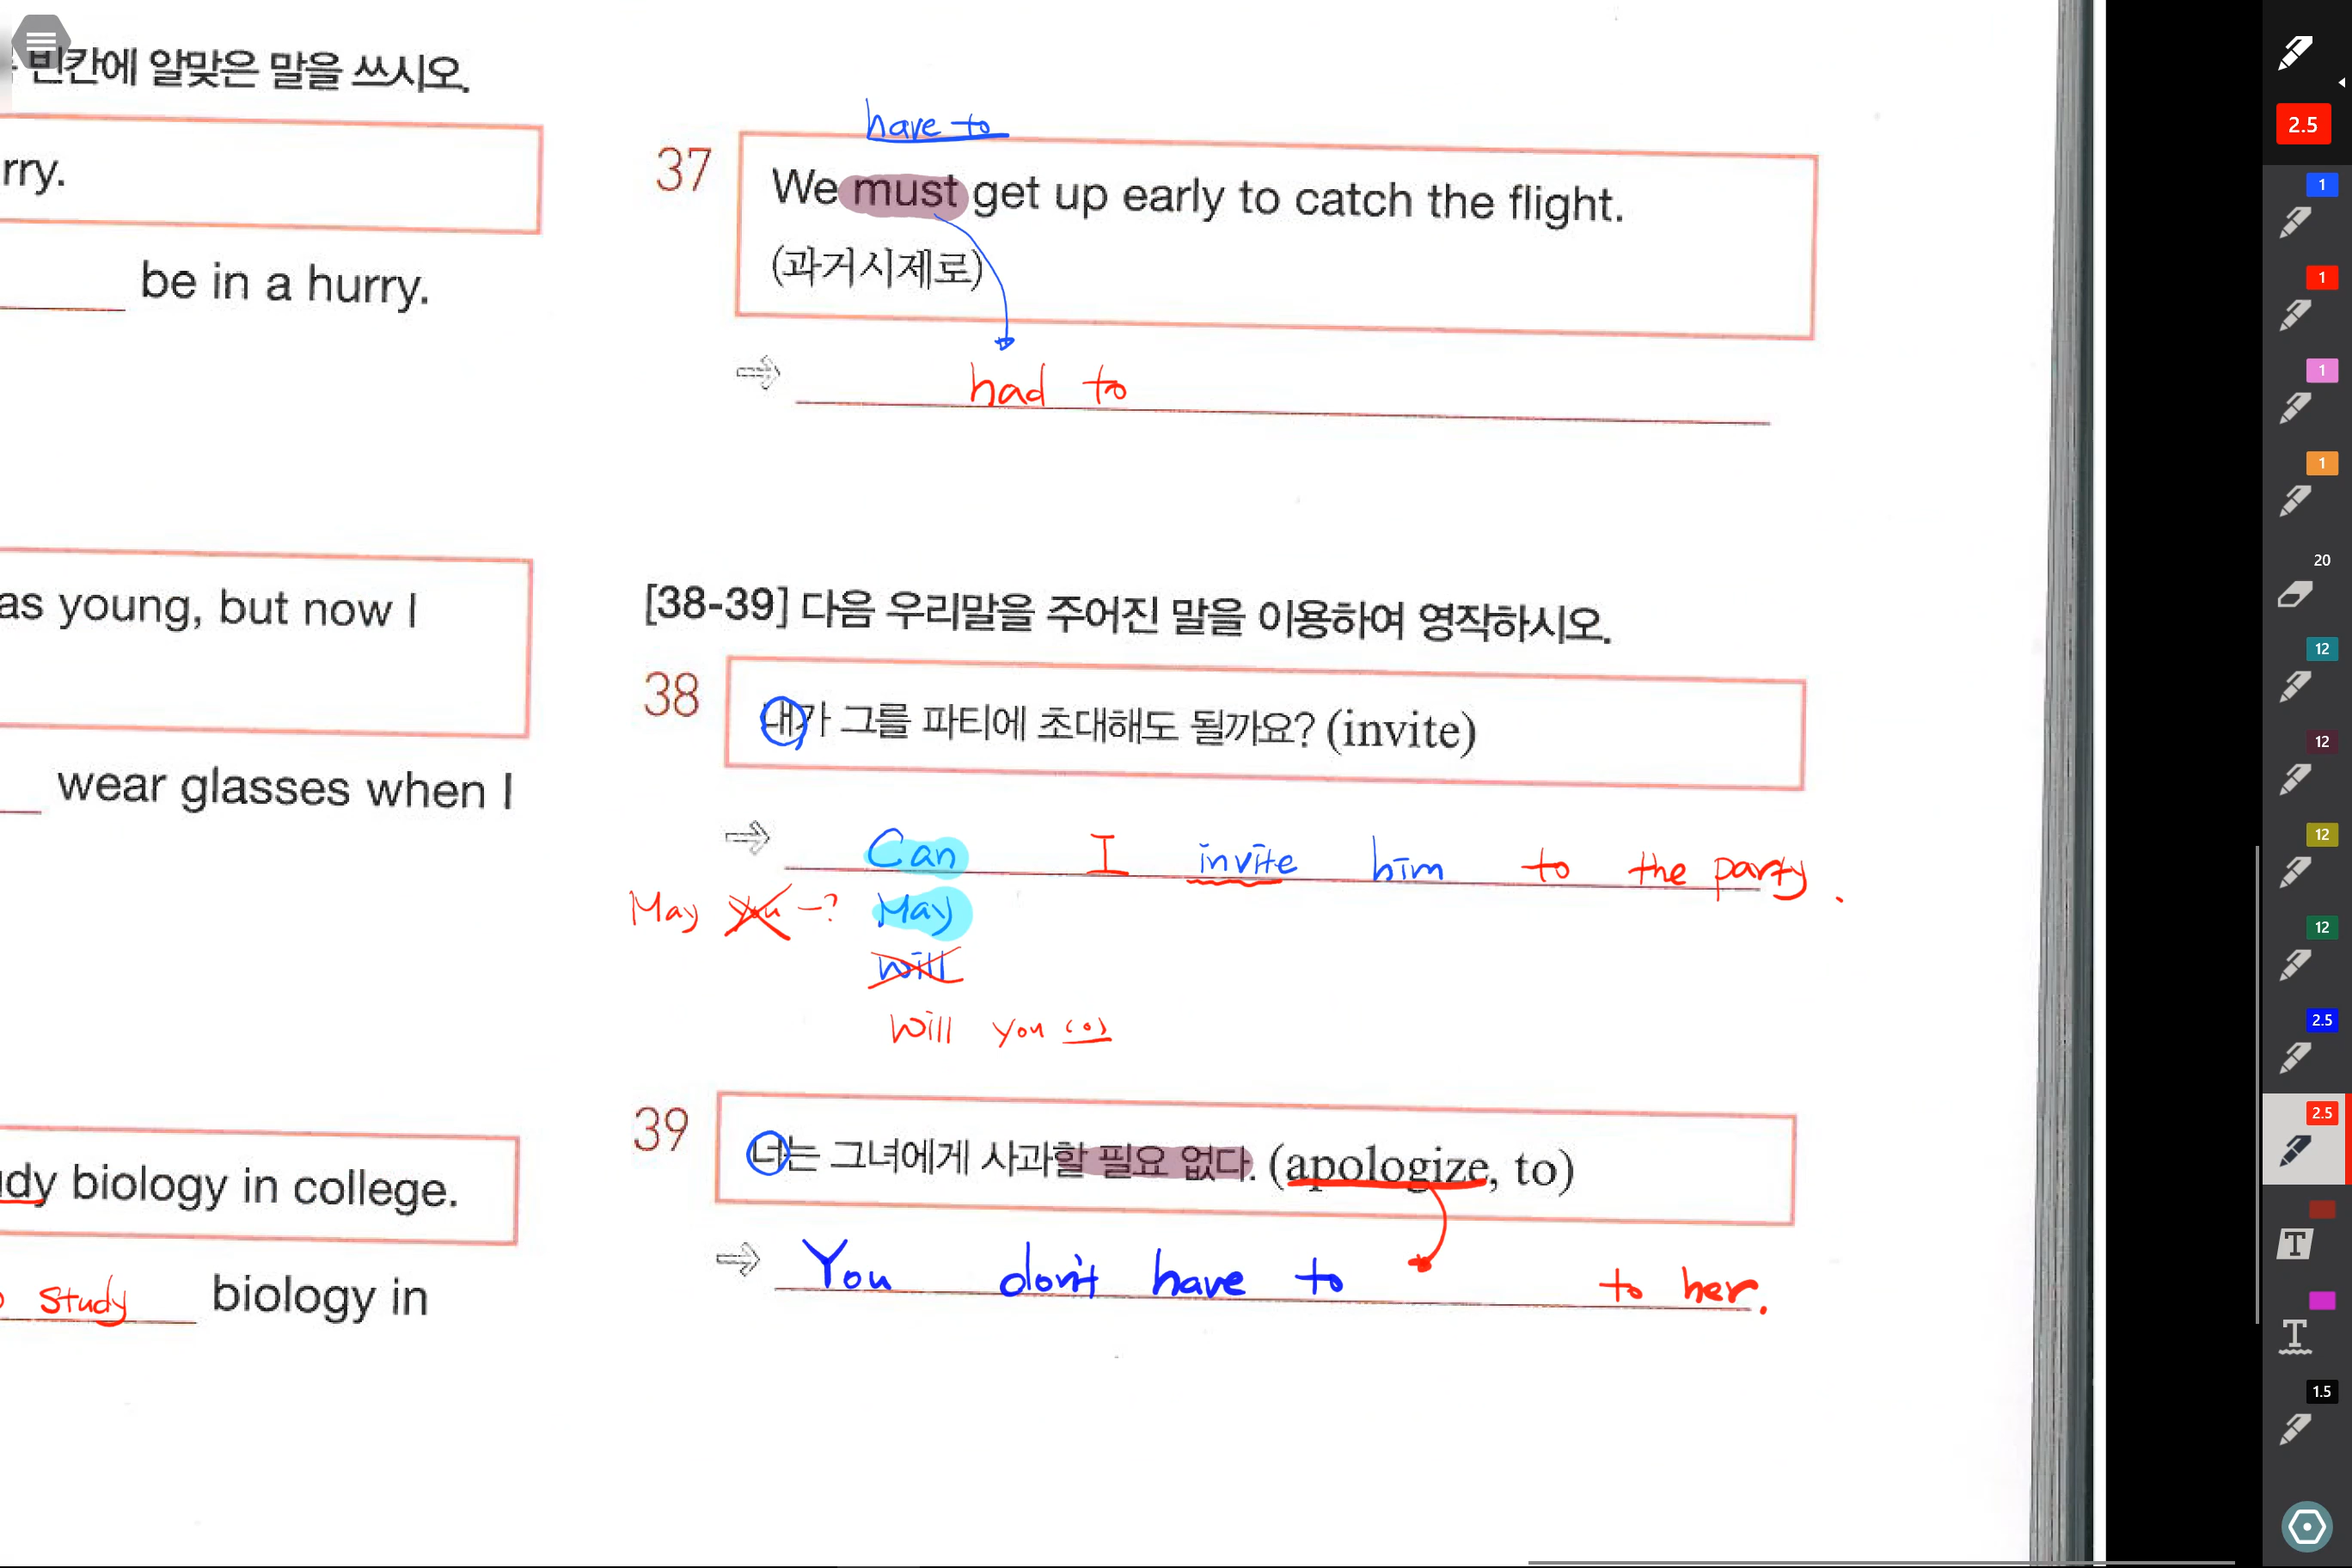 빈칸에 알맞은 말을 쓰시오.
rry.
be in a hurry.
as young, but now I
wear glasses when I
dy biology in college.
study biology in
have to
37 We must get up early to catch the flight.
(과거시제로)
⇒ had to
[38-39] 다음 우리말을 주어진 말을 이용하여 영작하시오.
38 내가 그를 파티에 초대해도 될까요? (invite)
⇒ Can I invite him to the party.
May you -? May
will
Will you (o)
39 너는 그녀에게 사과할 필요 없다. (apologize, to)
⇒ You don't have to to her.
2.5
1
1
1
1
20
12
12
12
12
2.5
2.5
T
T
1.5